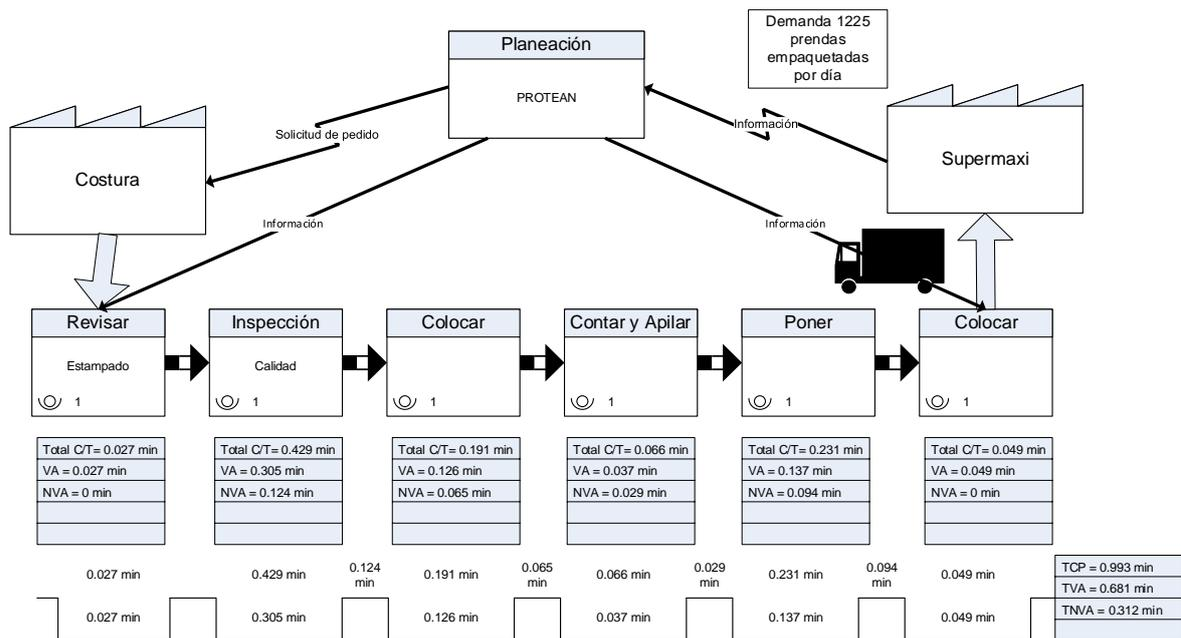 Planeación
PROTEAN
Demanda 1225
prendas
empaquetadas
por día
Información
Solicitud de pedido
Costura
Supermaxi
Información
Información
Revisar
Estampado
1
Inspección
Calidad
1
Colocar
1
Contar y Apilar
1
Poner
1
Colocar
1
Total C/T= 0.027 min
VA = 0.027 min
NVA = 0 min
Total C/T= 0.429 min
VA = 0.305 min
NVA = 0.124 min
Total C/T= 0.191 min
VA = 0.126 min
NVA = 0.065 min
Total C/T= 0.066 min
VA = 0.037 min
NVA = 0.029 min
Total C/T= 0.231 min
VA = 0.137 min
NVA = 0.094 min
Total C/T= 0.049 min
VA = 0.049 min
NVA = 0 min
0.027 min
0.429 min
0.124
min
0.191 min
0.065
min
0.066 min
0.029
min
0.231 min
0.094
min
0.049 min
0.027 min
0.305 min
0.126 min
0.037 min
0.137 min
0.049 min
TCP = 0.993 min
TVA = 0.681 min
TNVA = 0.312 min